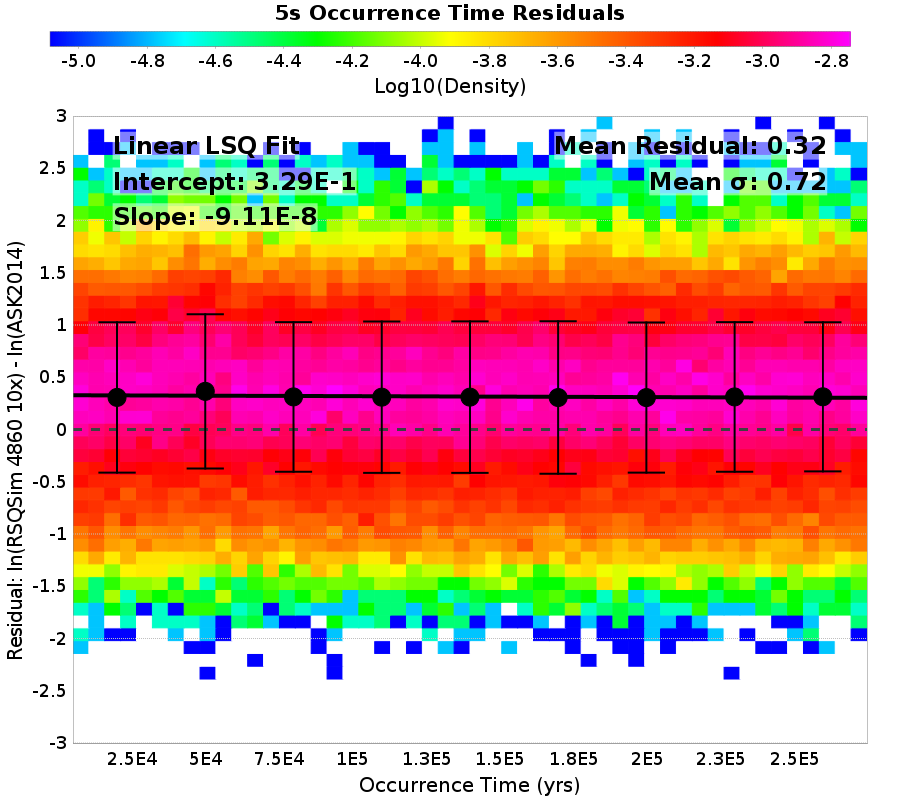 5s Occurrence Time Residuals
-5.0 -4.8 -4.6 -4.4 -4.2 -4.0 -3.8 -3.6 -3.4 -3.2 -3.0 -2.8
Log10(Density)
Linear LSQ Fit
Intercept: 3.29E-1
Slope: -9.11E-8
Mean Residual: 0.32
Mean σ: 0.72
Residual: ln(RSQSim 4860 10x) - ln(ASK2014)
3
2.5
2
1.5
1
0.5
0
-0.5
-1
-1.5
-2
-2.5
-3
2.5E4 5E4 7.5E4 1E5 1.3E5 1.5E5 1.8E5 2E5 2.3E5 2.5E5
Occurrence Time (yrs)